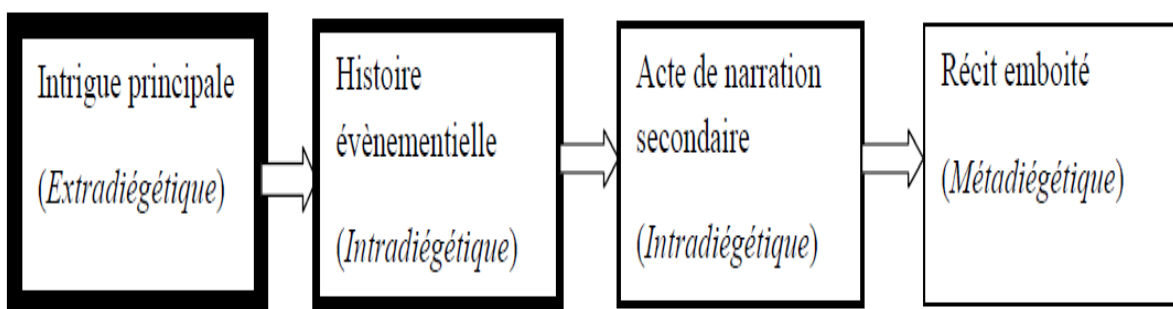 Intrigue principale
(Extradiégétique)
Histoire
évènementielle
(Intradiégétique)
Acte de narration
secondaire
(Intradiégétique)
Récit emboité
(Métadiégétique)